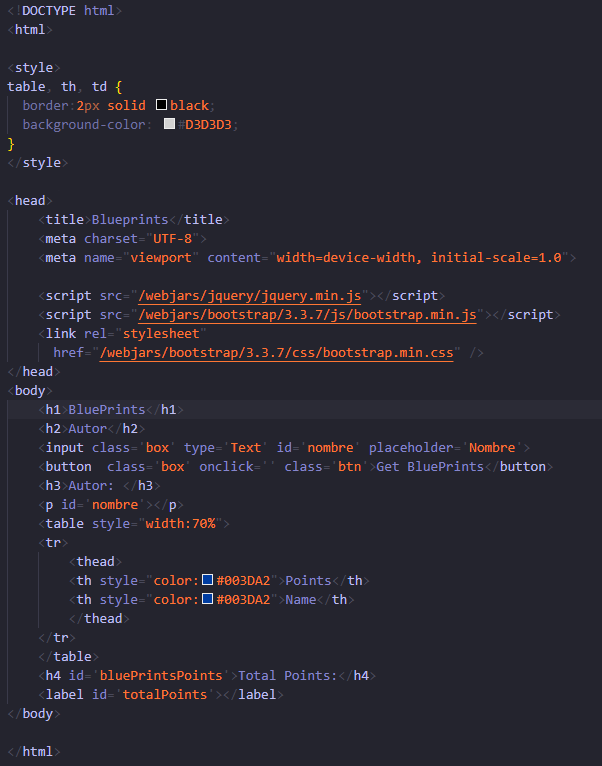 <!DOCTYPE html>
<html>

<style>
table, th, td {
  border:2px solid black;
  background-color: #D3D3D3;
}
</style>

<head>
    <title>Blueprints</title>
    <meta charset="UTF-8">
    <meta name="viewport" content="width=device-width, initial-scale=1.0">

    <script src="/webjars/jquery/jquery.min.js"></script>
    <script src="/webjars/bootstrap/3.3.7/js/bootstrap.min.js"></script>
    <link rel="stylesheet"
      href="/webjars/bootstrap/3.3.7/css/bootstrap.min.css" />
</head>
<body>
    <h1>BluePrints</h1>
    <h2>Autor</h2>
    <input class='box' type='Text' id='nombre' placeholder='Nombre'>
    <button  class='box' onclick='' class='btn'>Get BluePrints</button>
    <h3>Autor: </h3>
    <p id='nombre'></p>
    <table style="width:70%">
    <tr>
        <thead>
        <th style="color:#003DA2">Points</th>
        <th style="color:#003DA2">Name</th>
        </thead>
    </tr>
    </table>
    <h4 id='bluePrintsPoints'>Total Points:</h4>
    <label id='totalPoints'></label>
</body>

</html>